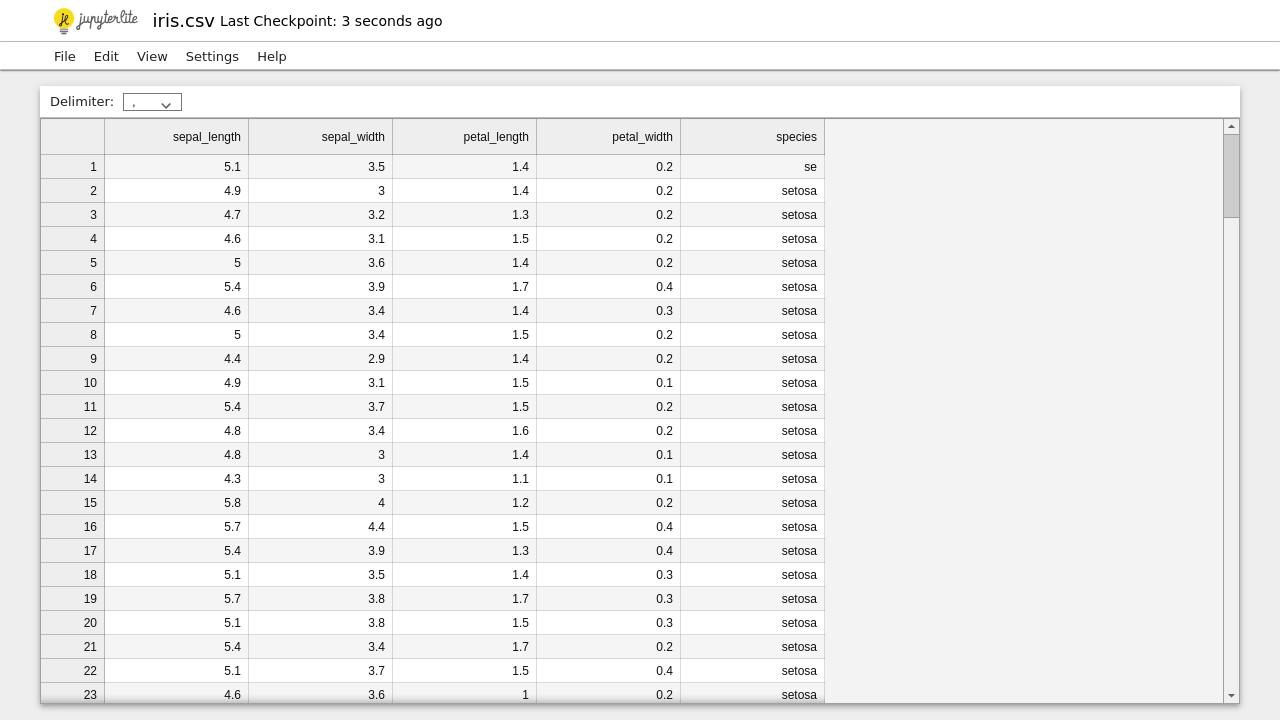 jupyterlite iris.csv Last Checkpoint: 3 seconds ago
File Edit View Settings Help
Delimiter: ,
sepal_length sepal_width petal_length petal_width species
1 5.1 3.5 1.4 0.2 se
2 4.9 3 1.4 0.2 setosa
3 4.7 3.2 1.3 0.2 setosa
4 4.6 3.1 1.5 0.2 setosa
5 5 3.6 1.4 0.2 setosa
6 5.4 3.9 1.7 0.4 setosa
7 4.6 3.4 1.4 0.3 setosa
8 5 3.4 1.5 0.2 setosa
9 4.4 2.9 1.4 0.2 setosa
10 4.9 3.1 1.5 0.1 setosa
11 5.4 3.7 1.5 0.2 setosa
12 4.8 3.4 1.6 0.2 setosa
13 4.8 3 1.4 0.1 setosa
14 4.3 3 1.1 0.1 setosa
15 5.8 4 1.2 0.2 setosa
16 5.7 4.4 1.5 0.4 setosa
17 5.4 3.9 1.3 0.4 setosa
18 5.1 3.5 1.4 0.3 setosa
19 5.7 3.8 1.7 0.3 setosa
20 5.1 3.8 1.5 0.3 setosa
21 5.4 3.4 1.7 0.2 setosa
22 5.1 3.7 1.5 0.4 setosa
23 4.6 3.6 1 0.2 setosa